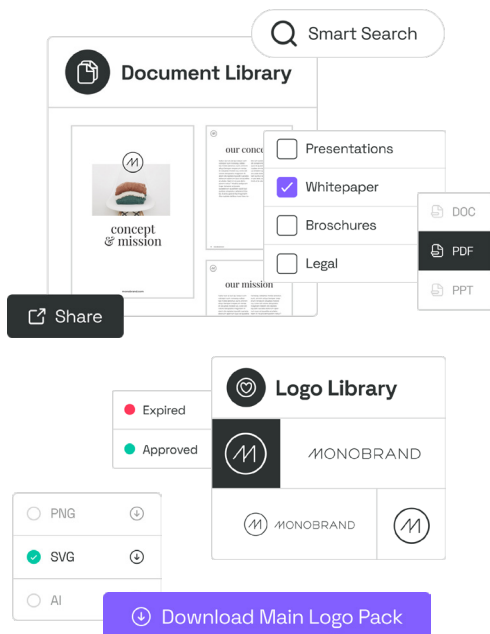 Smart Search
Document Library
our concept
concept
& mission
our mission
Presentations
Whitepaper
Broschures
Legal
DOC
PDF
PPT
Share
Logo Library
Expired
Approved
MONOBRAND
MONOBRAND
PNG
SVG
AI
Download Main Logo Pack